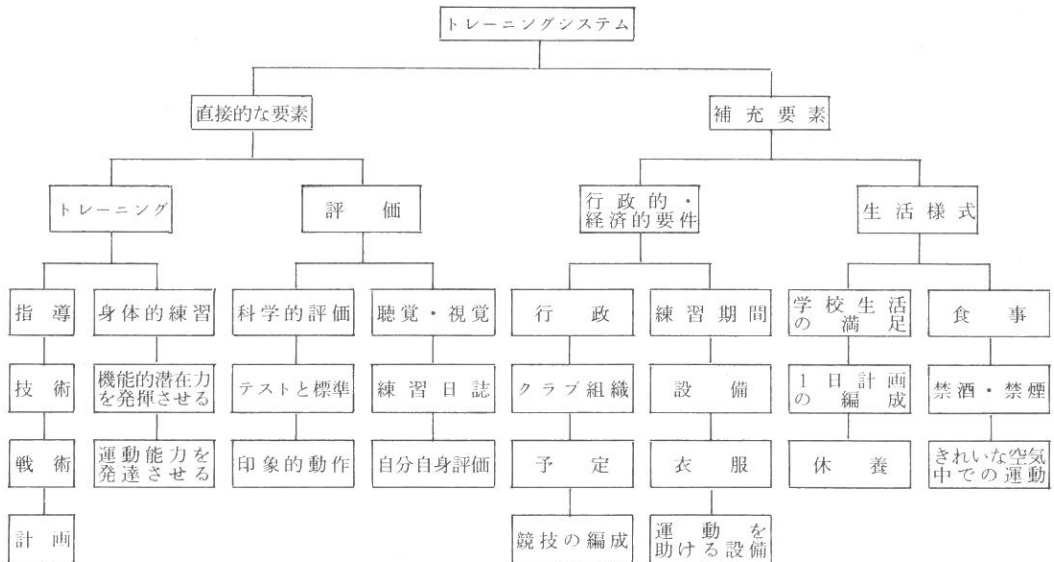 トレーニングシステム
直接的な要素
補充要素
トレーニング
評価
行政的・
経済的要件
生活様式
指導
身体的練習
科学的評価
聴覚・視覚
行政
練習期間
学校生活
の満足
食事
技術
機能的潜在力
を発揮させる
テストと標準
練習日誌
クラブ組織
設備
1日計画
の編成
禁酒・禁煙
戦術
運動能力を
発達させる
印象的動作
自分自身評価
予定
衣服
休養
きれいな空気
中での運動
計画
競技の編成
運動を
助ける設備